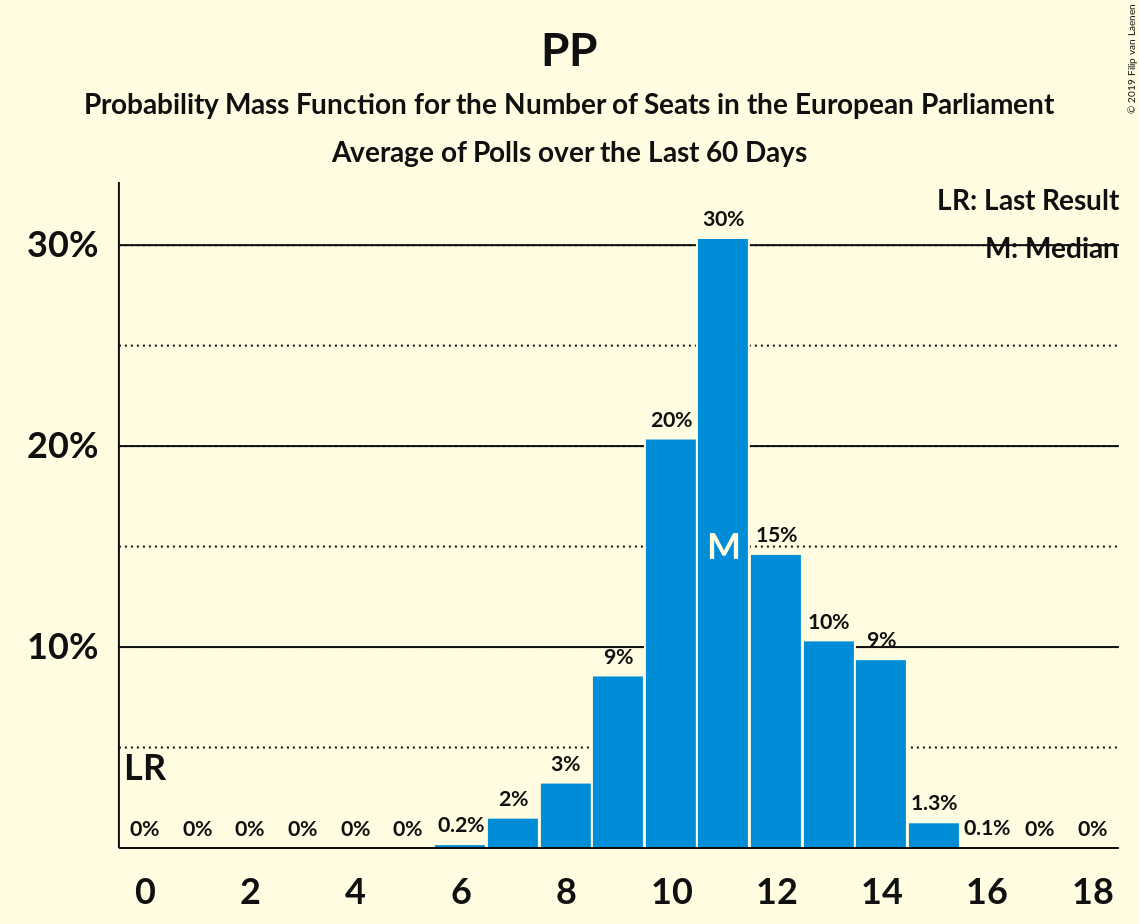 PP
Probability Mass Function for the Number of Seats in the European Parliament
Average of Polls over the Last 60 Days
© 2019 Filip van Laenen
LR: Last Result
M: Median
30%
20%
10%
30%
20%
M
15%
10%
9%
9%
LR
3%
2%
1.3%
0% 0% 0% 0% 0% 0% 0.2% 0.1% 0% 0%
0 2 4 6 8 10 12 14 16 18